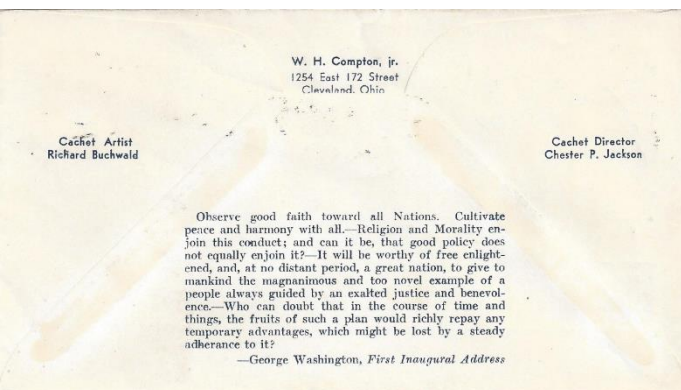 W. H. Compton, jr.
1254 East 172 Street
Cleveland, Ohio
Cachet Artist
Richard Buchwald
Cachet Director
Chester P. Jackson
Observe good faith toward all Nations. Cultivate
peace and harmony with all.—Religion and Morality en-
join this conduct; and can it be, that good policy does
not equally enjoin it?—It will be worthy of free enlight-
ened, and, at no distant period, a great nation, to give to
mankind the magnanimous and too novel example of a
people always guided by an exalted justice and benevol-
ence.—Who can doubt that in the course of time and
things, the fruits of such a plan would richly repay any
temporary advantages, which might be lost by a steady
adherance to it?
—George Washington, First Inaugural Address